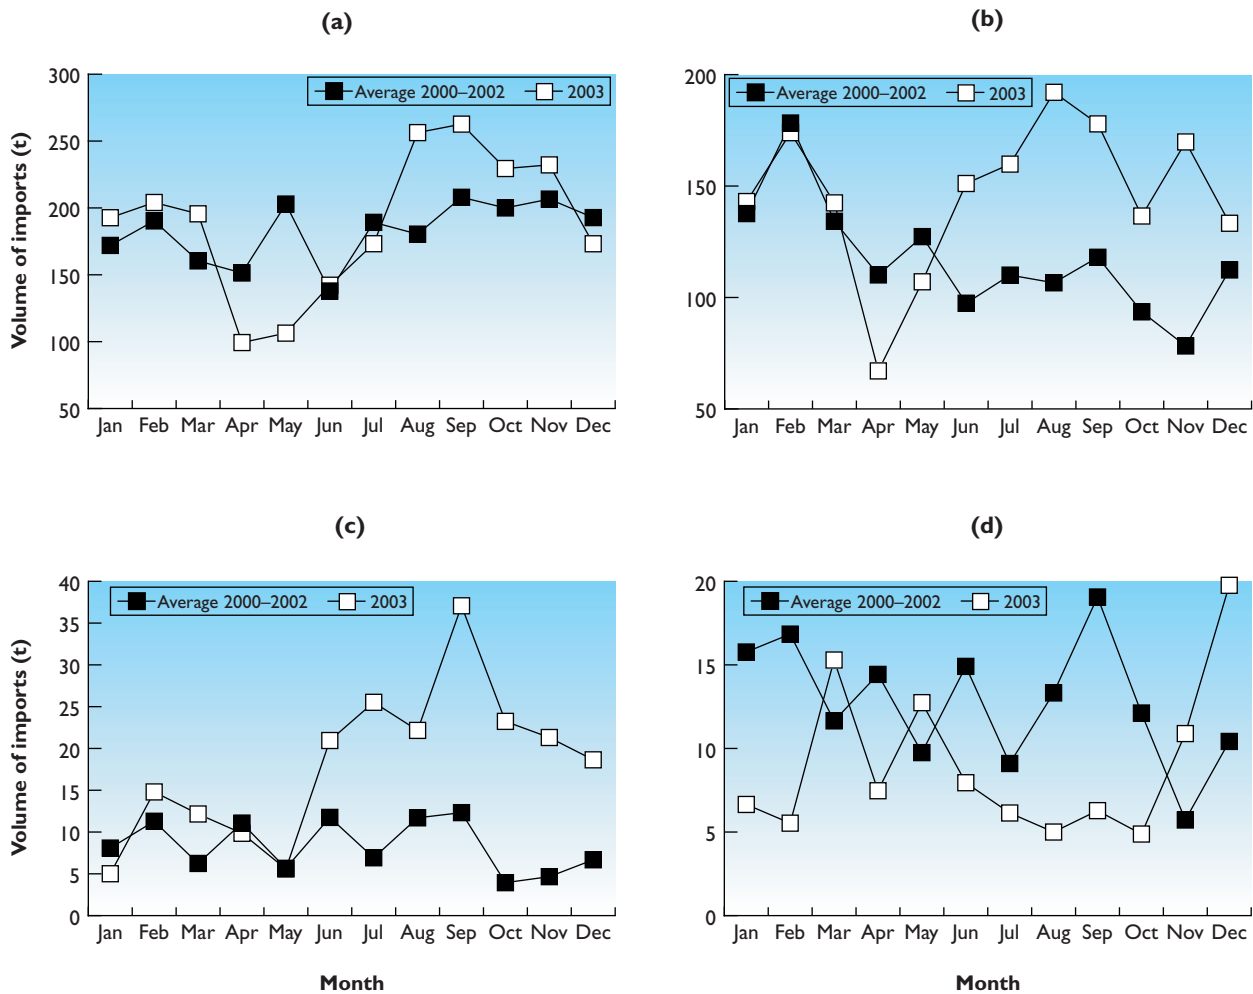 (a)
Volume of imports (t)
300
250
200
150
100
50
Average 2000–2002
2003
Jan Feb Mar Apr May Jun Jul Aug Sep Oct Nov Dec
(b)
200
150
100
50
Average 2000–2002
2003
Jan Feb Mar Apr May Jun Jul Aug Sep Oct Nov Dec
(c)
Volume of imports (t)
40
35
30
25
20
15
10
5
0
Average 2000–2002
2003
Jan Feb Mar Apr May Jun Jul Aug Sep Oct Nov Dec
Month
(d)
20
15
10
5
0
Average 2000–2002
2003
Jan Feb Mar Apr May Jun Jul Aug Sep Oct Nov Dec
Month